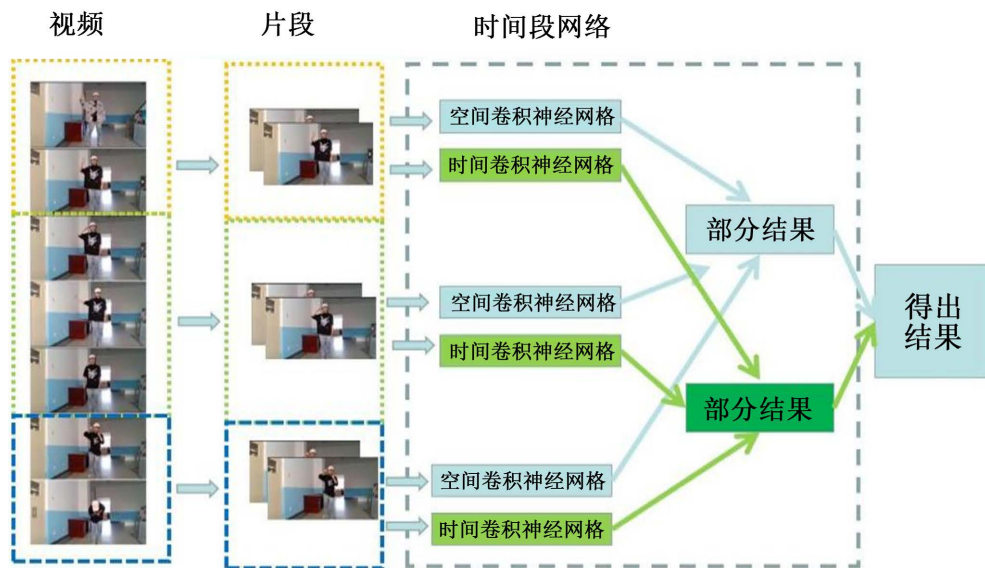 视频
片段
时间段网络
空间卷积神经网格
时间卷积神经网格
部分结果
空间卷积神经网格
时间卷积神经网格
得出
结果
部分结果
空间卷积神经网格
时间卷积神经网格